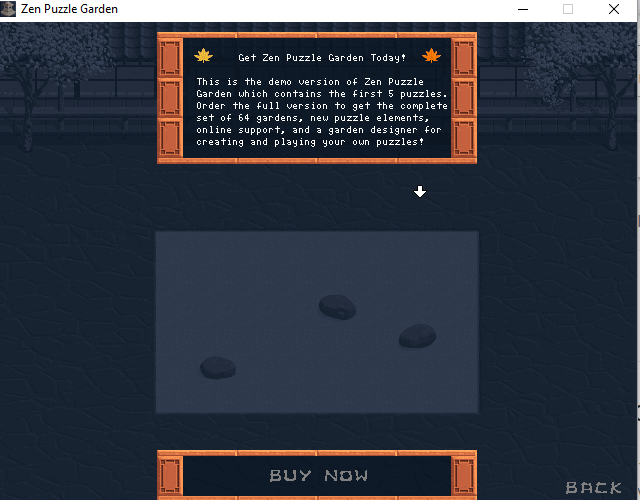 Zen Puzzle Garden
Get Zen Puzzle Garden Today!
This is the demo version of Zen Puzzle
Garden which contains the first 5 puzzles.
Order the full version to get the complete
set of 64 gardens, new puzzle elements,
online support, and a garden designer for
creating and playing your own puzzles!
BUY NOW
BACK